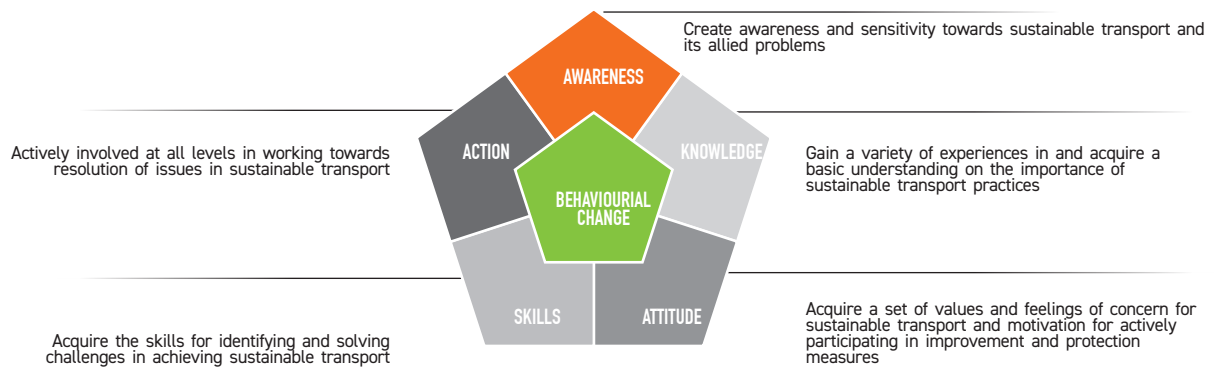 Create awareness and sensitivity towards sustainable transport and
its allied problems
AWARENESS
Actively involved at all levels in working towards
resolution of issues in sustainable transport
ACTION
KNOWLEDGE
Gain a variety of experiences in and acquire a
basic understanding on the importance of
sustainable transport practices
BEHAVIOURIAL
CHANGE
SKILLS
ATTITUDE
Acquire the skills for identifying and solving
challenges in achieving sustainable transport
Acquire a set of values and feelings of concern for
sustainable transport and motivation for actively
participating in improvement and protection
measures